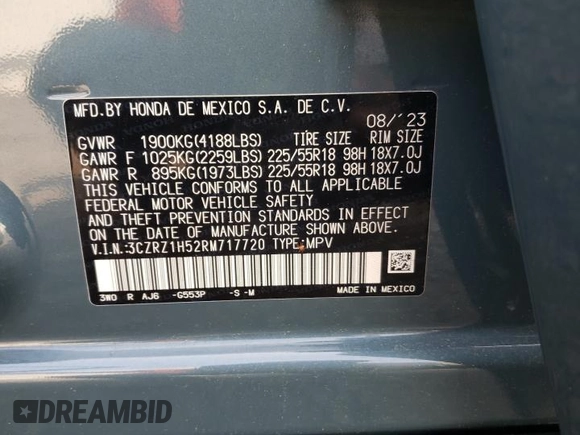 MFD.BY HONDA DE MEXICO S.A. DE C.V.
08/'23
GVWR 1900KG(4188LBS) TIRE SIZE RIM SIZE
GAWR F 1025KG(2259LBS) 225/55R18 98H 18X7.0J
GAWR R 895KG(1973LBS) 225/55R18 98H 18X7.0J
THIS VEHICLE CONFORMS TO ALL APPLICABLE
FEDERAL MOTOR VEHICLE SAFETY
AND THEFT PREVENTION STANDARDS IN EFFECT
ON THE DATE OF MANUFACTURE SHOWN
ABOVE.
V.I.N.:3CZRZ1H52RM717720 TYPE:MPV
3W0 R AJ6 -G553P -S -M MADE IN MEXICO
DREAMBID